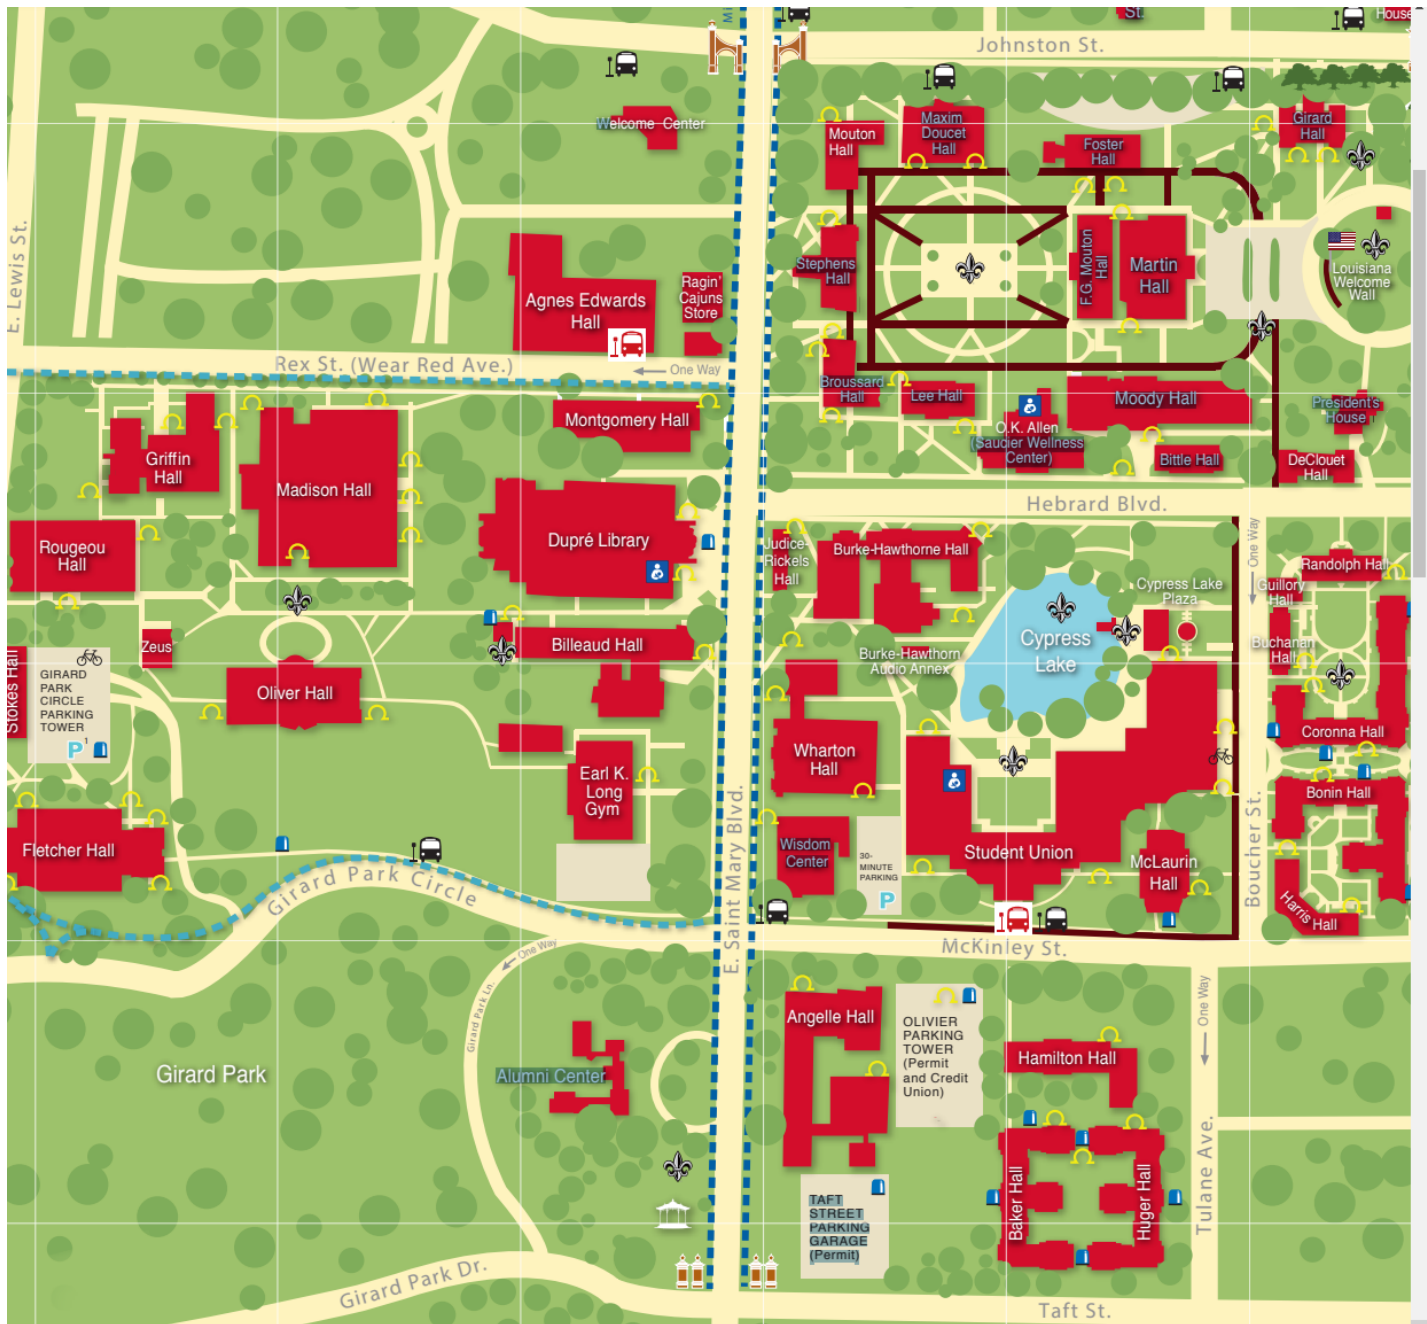 Mi
St.
House
Johnston St.
Welcome Center
Mouton
Hall
Maxim
Doucet
Hall
Foster
Hall
Girard
Hall
E. Lewis St.
Agnes Edwards
Hall
Ragin'
Cajuns
Store
Stephens
Hall
F.G. Mouton
Hall
Martin
Hall
Louisiana
Welcome
Wall
Rex St. (Wear Red Ave.)
One Way
Broussard
Hall
Lee Hall
Moody Hall
President's
House
Montgomery Hall
O.K. Allen
(Saucier Wellness
Center)
Bittle Hall
DeClouet
Hall
Griffin
Hall
Madison Hall
Hebrard Blvd.
Rougeou
Hall
Dupré Library
Judice-
Rickels
Hall
Burke-Hawthorne Hall
One Way
Randolph Hall
Guillory
Hall
Cypress Lake
Plaza
Cypress
Lake
Zeus
Billeaud Hall
Burke-Hawthorn
Audio Annex
Buchanan
Hall
Stokes Hall
GIRARD
PARK
CIRCLE
PARKING
TOWER
P 1
Oliver Hall
Wharton
Hall
Coronna Hall
Earl K.
Long
Gym
Bonin Hall
E. Saint Mary Blvd.
Boucher St.
Fletcher Hall
Wisdom
Center
30-
MINUTE
PARKING
P
Student Union
McLaurin
Hall
Harris Hall
Girard Park Circle
McKinley St.
One Way
Girard Park Ln.
Angelle Hall
OLIVIER
PARKING
TOWER
(Permit
and Credit
Union)
Hamilton Hall
One Way
Girard Park
Alumni Center
Tulane Ave.
Baker Hall
Huger Hall
TAFT
STREET
PARKING
GARAGE
(Permit)
Girard Park Dr.
Taft St.